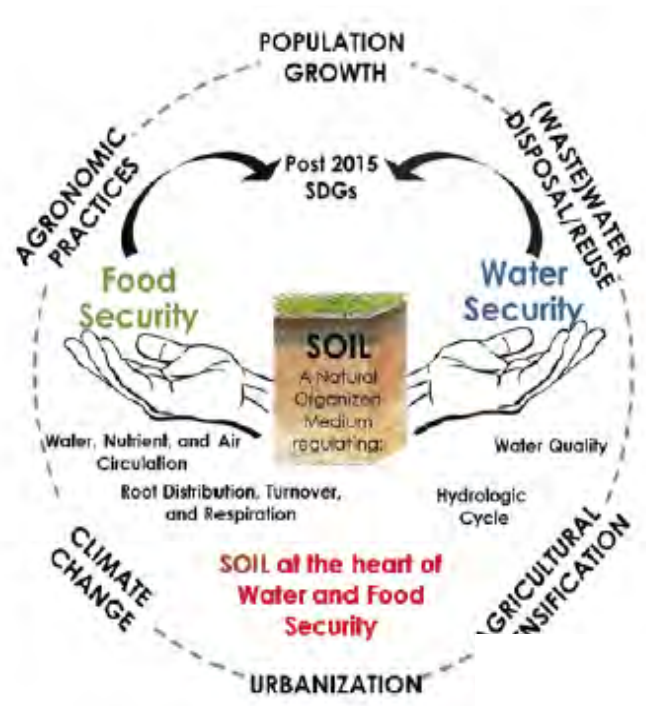 POPULATION
GROWTH
(WASTE)WATER
DISPOSAL/REUSE
AGRONOMIC
PRACTICES
Post 2015
SDGs
Food
Security
Water
Security
SOIL
A Natural
Organized
Medium
regulating:
Water, Nutrient, and Air
Circulation
Root Distribution, Turnover,
and Respiration
Water Quality
Hydrologic
Cycle
CLIMATE
CHANGE
SOIL at the heart of
Water and Food
Security
GRICULTURAL
NSIFICATION
URBANIZATION